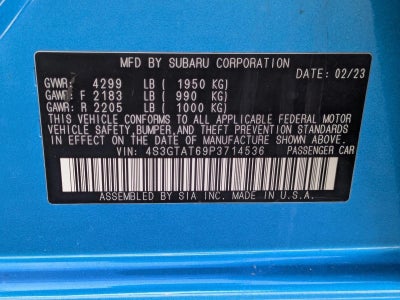 MFD BY SUBARU CORPORATION
DATE: 02/23
GVWR: 4299 LB ( 1950 KG)
GAWR: F 2183 LB ( 990 KG)
GAWR: R 2205 LB ( 1000 KG)
THIS VEHICLE CONFORMS TO ALL APPLICABLE FEDERAL MOTOR
VEHICLE SAFETY, BUMPER, AND THEFT PREVENTION STANDARDS
IN EFFECT ON THE DATE OF MANUFACTURE SHOWN ABOVE.
VIN: 4S3GTAT69P3714536 PASSENGER CAR
ASSEMBLED BY SIA INC. MADE IN U.S.A.